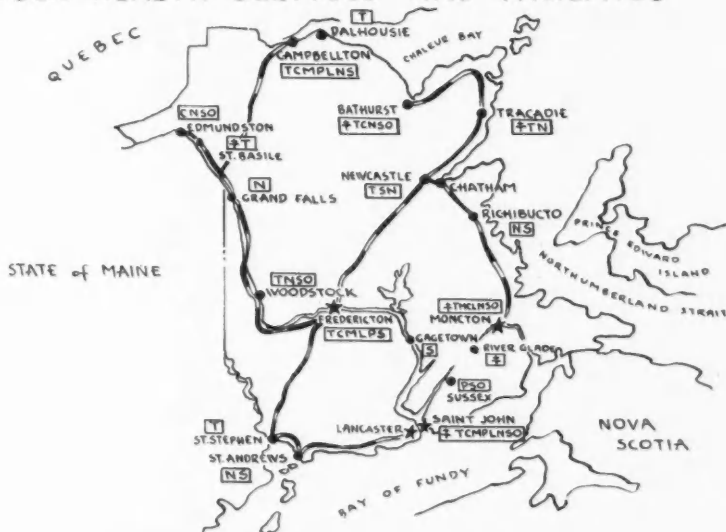 T
DALHOUSIE
QUEBEC
CHALEUR BAY
CAMPBELLTON
TCMPLNS
BATHURST
‡TCNSO
TRACADIE
‡TN
CNSO
EDMUNDSTON
‡T
ST. BASILE
NEWCASTLE
TSN
CHATHAM
N
GRAND FALLS
RICHIBUCTO
NS
PRINCE EDWARD
ISLAND
NORTHUMBERLAND STRAIT
STATE of MAINE
TNSO
WOODSTOCK
FREDERICTON
TCMLPS
‡TMCLNSO
MONCTON
GAGETOWN
S
RIVER GLADE
‡
PSO
SUSSEX
T
ST. STEPHEN
LANCASTER
SAINT JOHN
‡TCMPLNSO
NOVA
SCOTIA
ST. ANDREWS
NS
BAY OF FUNDY